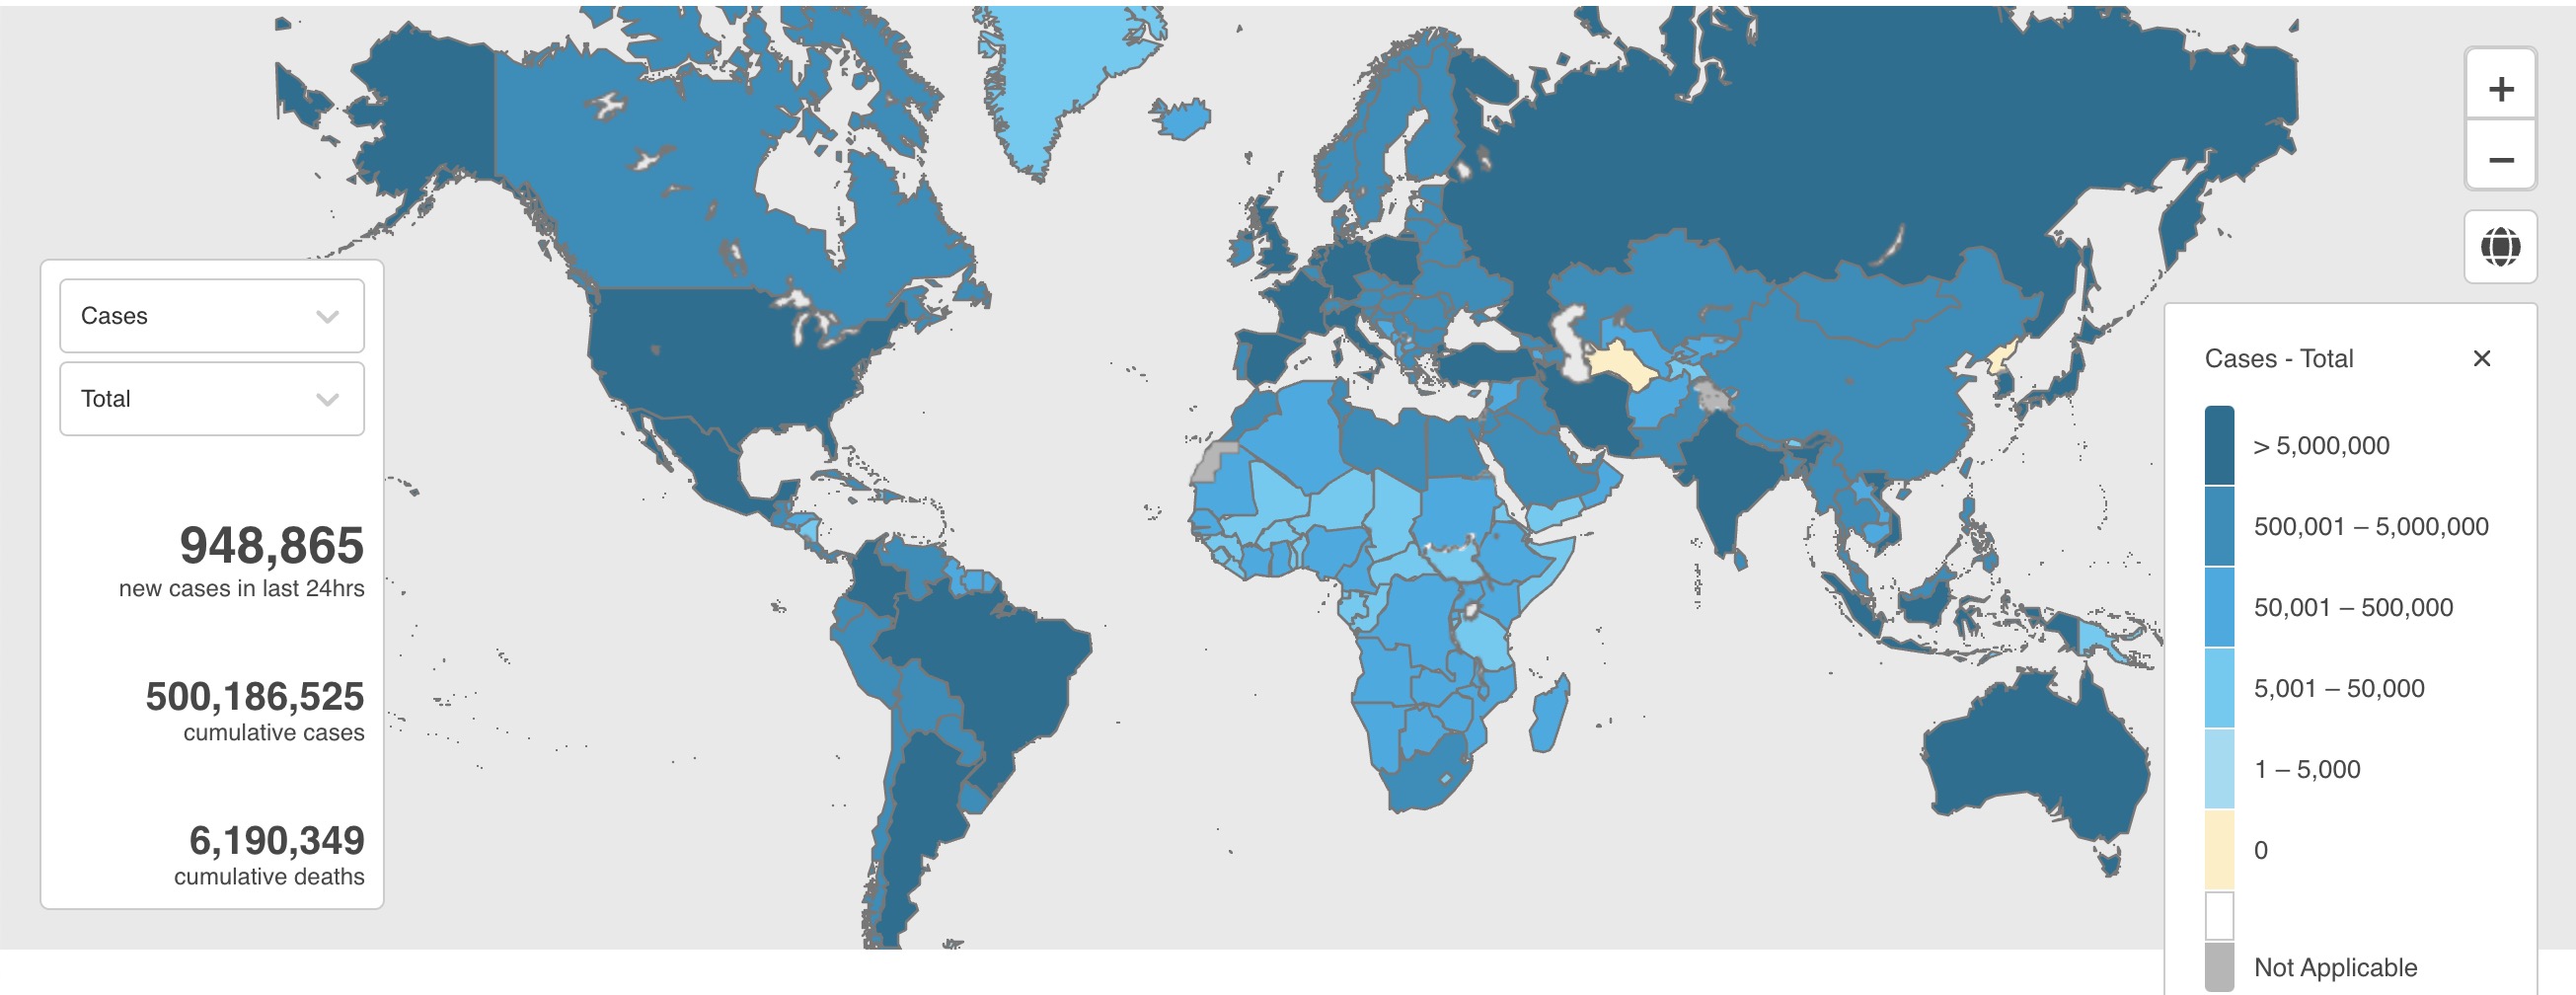 Cases
Total
948,865
new cases in last 24hrs
500,186,525
cumulative cases
6,190,349
cumulative deaths
+
−
Cases - Total
> 5,000,000
500,001 – 5,000,000
50,001 – 500,000
5,001 – 50,000
1 – 5,000
0
Not Applicable